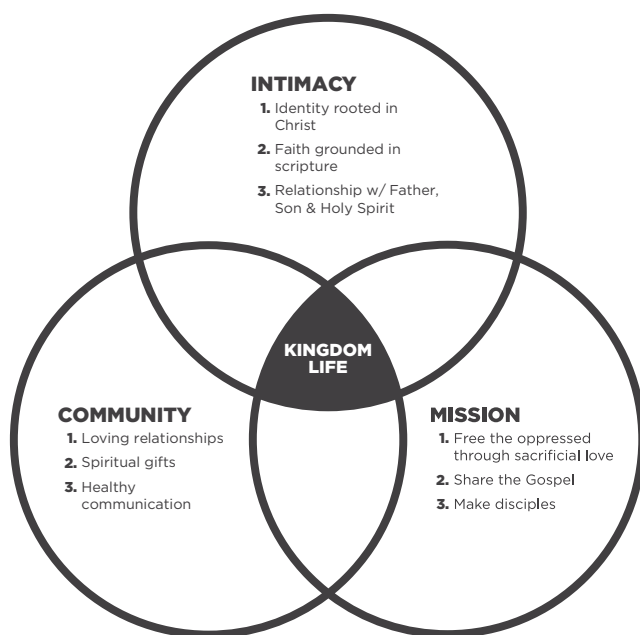 INTIMACY
1. Identity rooted in
Christ
2. Faith grounded in
scripture
3. Relationship w/ Father,
Son & Holy Spirit
KINGDOM
LIFE
COMMUNITY
1. Loving relationships
2. Spiritual gifts
3. Healthy
communication
MISSION
1. Free the oppressed
through sacrificial love
2. Share the Gospel
3. Make disciples